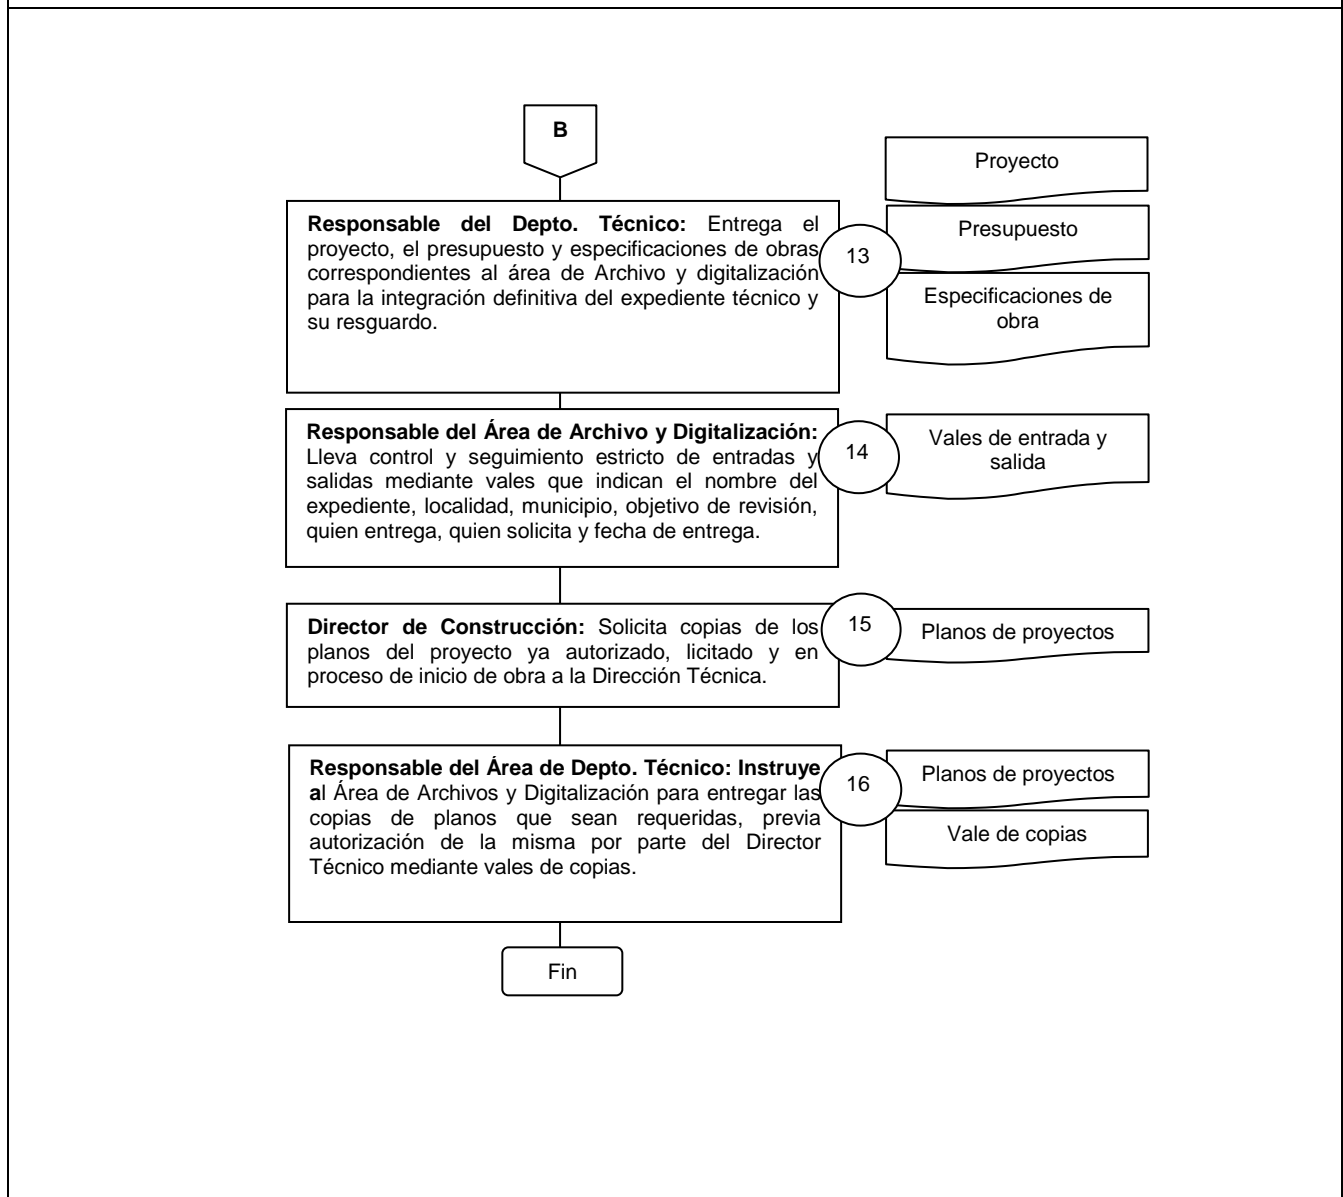 B
Responsable del Depto. Técnico: Entrega el
proyecto, el presupuesto y especificaciones de obras
correspondientes al área de Archivo y digitalización
para la integración definitiva del expediente técnico y
su resguardo.
13
Proyecto
Presupuesto
Especificaciones de
obra
Responsable del Área de Archivo y Digitalización:
Lleva control y seguimiento estricto de entradas y
salidas mediante vales que indican el nombre del
expediente, localidad, municipio, objetivo de revisión,
quien entrega, quien solicita y fecha de entrega.
14
Vales de entrada y
salida
Director de Construcción: Solicita copias de los
planos del proyecto ya autorizado, licitado y en
proceso de inicio de obra a la Dirección Técnica.
15
Planos de proyectos
Responsable del Área de Depto. Técnico: Instruye
al Área de Archivos y Digitalización para entregar las
copias de planos que sean requeridas, previa
autorización de la misma por parte del Director
Técnico mediante vales de copias.
16
Planos de proyectos
Vale de copias
Fin